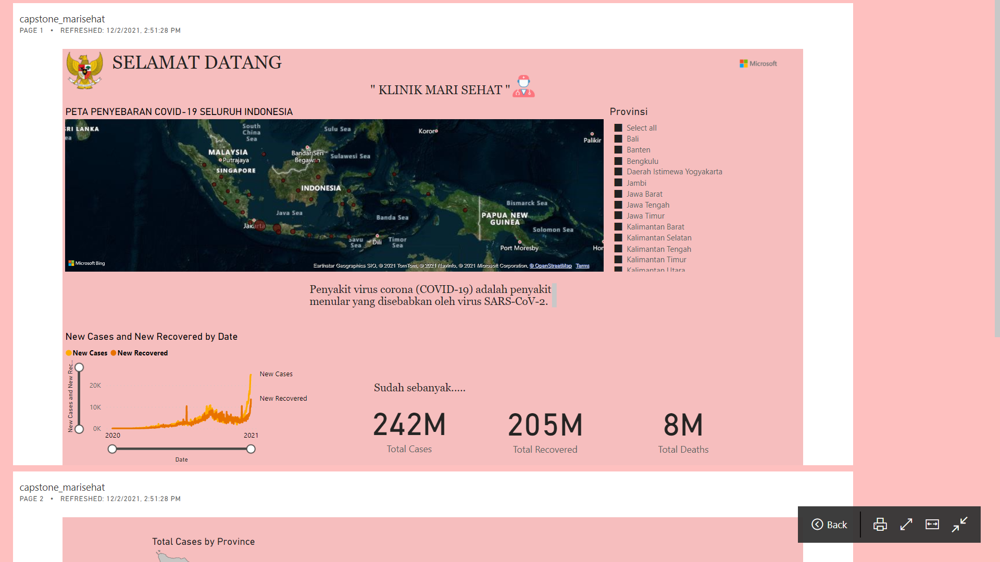 capstone_marisehat
PAGE 1 • REFRESHED: 12/2/2021, 2:51:28 PM
SELAMAT DATANG
Microsoft
" KLINIK MARI SEHAT "
PETA PENYEBARAN COVID-19 SELURUH INDONESIA
RI LANKA
ea
South
China
Sea
Sulu Sea
Koror
Palikir
MALAYSIA
Putrajaya
Bandar Seri
Begawan
Sulawesi Sea
SINGAPORE
INDONESIA
Java Sea
Bismarck Sea
Banda Sea
PAPUA NEW
GUINEA
Jakarta
Solomon Sea
Savu
Sea
Dili
Timor
Sea
Port Moresby
Hor
Microsoft Bing
Earthstar Geographics SIO, © 2021 TomTom, © 2021 NavInfo, © 2021 Microsoft Corporation, © OpenStreetMap Terms
Provinsi
Select all
Bali
Banten
Bengkulu
Daerah Istimewa Yogyakarta
Jambi
Jawa Barat
Jawa Tengah
Jawa Timur
Kalimantan Barat
Kalimantan Selatan
Kalimantan Tengah
Kalimantan Timur
Kalimantan Utara
Penyakit virus corona (COVID-19) adalah penyakit
menular yang disebabkan oleh virus SARS-CoV-2.
New Cases and New Recovered by Date
New Cases New Recovered
New Cases and New Rec...
20K
10K
0K
New Cases
New Recovered
2020
2021
Date
Sudah sebanyak.....
242M
Total Cases
205M
Total Recovered
8M
Total Deaths
capstone_marisehat
PAGE 2 • REFRESHED: 12/2/2021, 2:51:28 PM
Total Cases by Province
Back